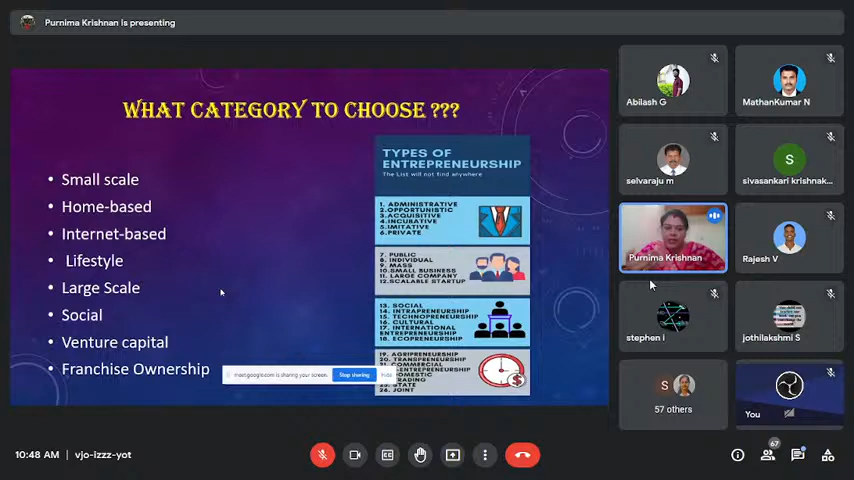 Purnima Krishnan is presenting
WHAT CATEGORY TO CHOOSE ???
• Small scale
• Home-based
• Internet-based
• Lifestyle
• Large Scale
• Social
• Venture capital
• Franchise Ownership
TYPES OF
ENTREPRENEURSHIP
The List will not find anywhere
1. ADMINISTRATIVE
2. OPPORTUNISTIC
3. ACQUISITIVE
4. INCUBATIVE
5. IMITATIVE
6. PRIVATE
7. PUBLIC
8. INDIVIDUAL
9. MASS
10. SMALL BUSINESS
11. LARGE COMPANY
12. SCALABLE STARTUP
13. SOCIAL
14. INTRAPRENEURSHIP
15. TECHNOPRENEURSHIP
16. CULTURAL
17. INTERNATIONAL
ENTREPRENEURSHIP
18. ECOPRENEURSHIP
19. AGRIPRENEURSHIP
20. TRANSPRENEURSHIP
26. JOINT
meet.google.com is sharing your screen.
Stop sharing
Hide
Abilash G
MathanKumar N
selvaraju m
S
sivasankari krishnak...
Purnima Krishnan
Rajesh V
stephen i
jothilakshmi S
S
57 others
You
10:48 AM
vjo-izzz-yot
67